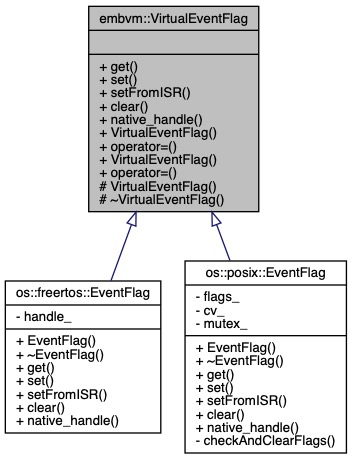 embvm::VirtualEventFlag
+ get()
+ set()
+ setFromISR()
+ clear()
+ native_handle()
+ VirtualEventFlag()
+ operator=()
+ VirtualEventFlag()
+ operator=()
# VirtualEventFlag()
# ~VirtualEventFlag()
os::freertos::EventFlag
- handle_
+ EventFlag()
+ ~EventFlag()
+ get()
+ set()
+ setFromISR()
+ clear()
+ native_handle()
os::posix::EventFlag
- flags_
- cv_
- mutex_
+ EventFlag()
+ ~EventFlag()
+ get()
+ set()
+ setFromISR()
+ clear()
+ native_handle()
- checkAndClearFlags()